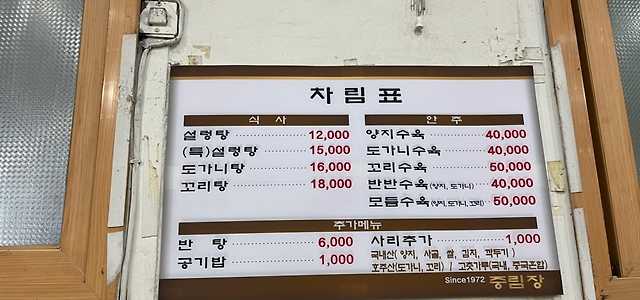 차림표
식 사
설렁탕 12,000
(특)설렁탕 15,000
도가니탕 16,000
꼬리탕 18,000
안 주
양지수육 40,000
도가니수육 40,000
꼬리수육 50,000
반반수육(양지, 도가니) 40,000
모듬수육(양지, 도가니, 꼬리) 50,000
추가메뉴
반 탕 6,000
공기밥 1,000
사리추가 1,000
국내산( 양지, 사골, 쌀, 김치, 깍두기 )
호주산(도가니, 꼬리) / 고춧가루(국내, 중국혼합)
Since1972 중림장